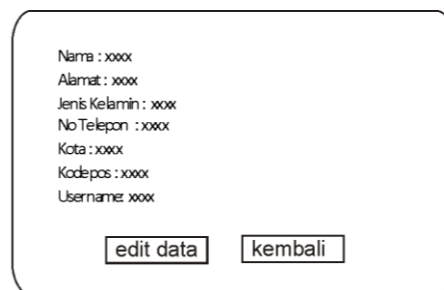 Nama : xxxx
Alamat : xxxx
Jenis Kelamin : xxxx
No Telepon : xxxx
Kota : xxxx
Kodepos : xxxx
Username: xxxx
edit data kembali